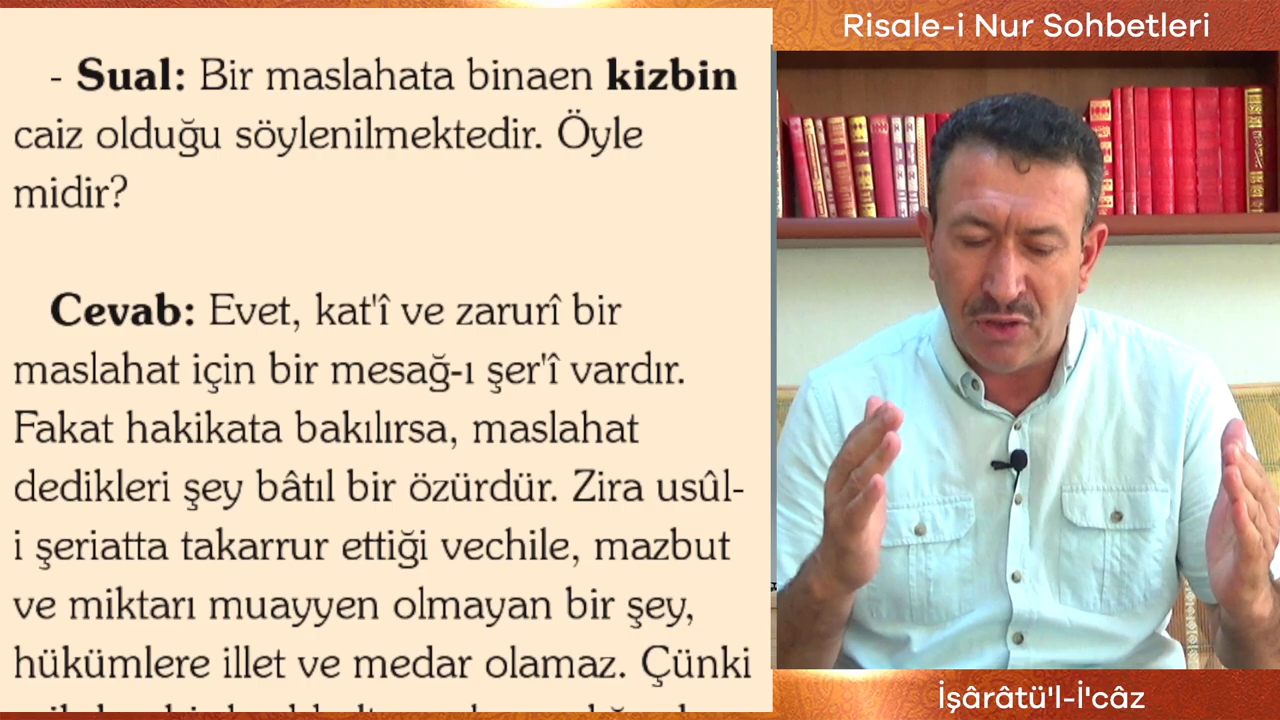 Risale-i Nur Sohbetleri
- Sual: Bir maslahata binaen kizbin
caiz olduğu söylenilmektedir. Öyle
midir?
Cevab: Evet, kat'î ve zarurî bir
maslahat için bir mesağ-ı şer'î vardır.
Fakat hakikata bakılırsa, maslahat
dedikleri şey bâtıl bir özürdür. Zira usûl-
i şeriatta takarrur ettiği vechile, mazbut
ve miktarı muayyen olmayan bir şey,
hükümlere illet ve medar olamaz. Çünki
İşârâtü'l-İ'câz